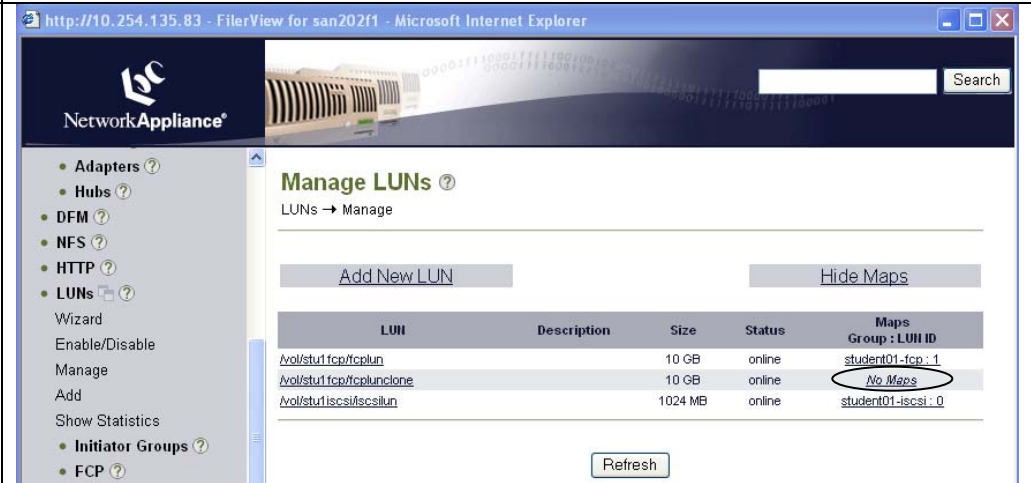 http://10.254.135.83 - FilerView for san202f1 - Microsoft Internet Explorer
Search
NetworkAppliance®
Adapters
Hubs
DFM
NFS
HTTP
LUNs
Wizard
Enable/Disable
Manage
Add
Show Statistics
Initiator Groups
FCP
Manage LUNs
LUNs → Manage
Add New LUN Hide Maps
LUN Description Size Status Maps
Group : LUN ID
/vol/stu1fcp/fcplun 10 GB online student01-fcp : 1
/vol/stu1fcp/fcplunclone 10 GB online No Maps
/vol/stu1iscsi/iscsilun 1024 MB online student01-iscsi : 0
Refresh